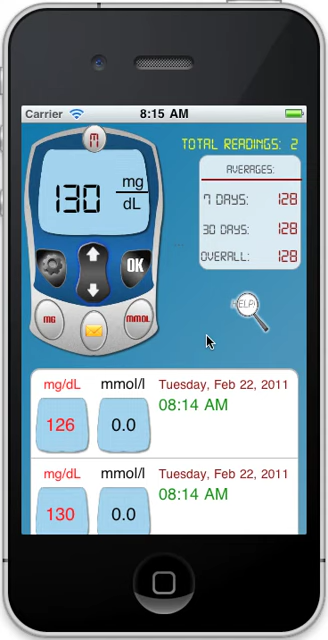 Carrier 8:15 AM
M
TOTAL READINGS: 2
130 mg/dL
AVERAGES:
7 DAYS: 128
30 DAYS: 128
OVERALL: 128
OK
MG
MMOL
HELP!
mg/dL mmol/l Tuesday, Feb 22, 2011
08:14 AM
126 0.0
mg/dL mmol/l Tuesday, Feb 22, 2011
08:14 AM
130 0.0